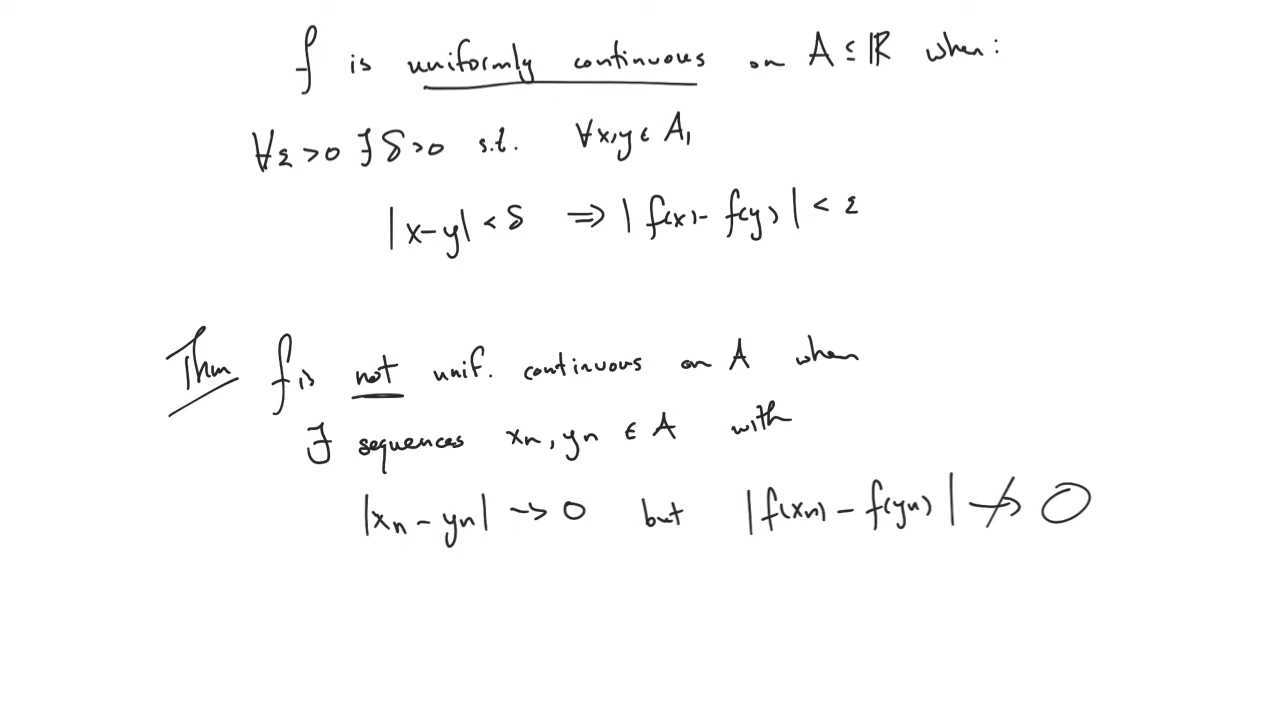 f is uniformly continuous on A ⊆ ℝ when:
∀ε>0 ∃δ>0 s.t. ∀x,y ∈ A,
|x-y| < δ ⇒ |f(x) - f(y)| < ε
Thm f is not unif. continuous on A when
∃ sequences xₙ, yₙ ∈ A with
|xₙ - yₙ| → 0 but |f(xₙ) - f(yₙ)| ↛ 0